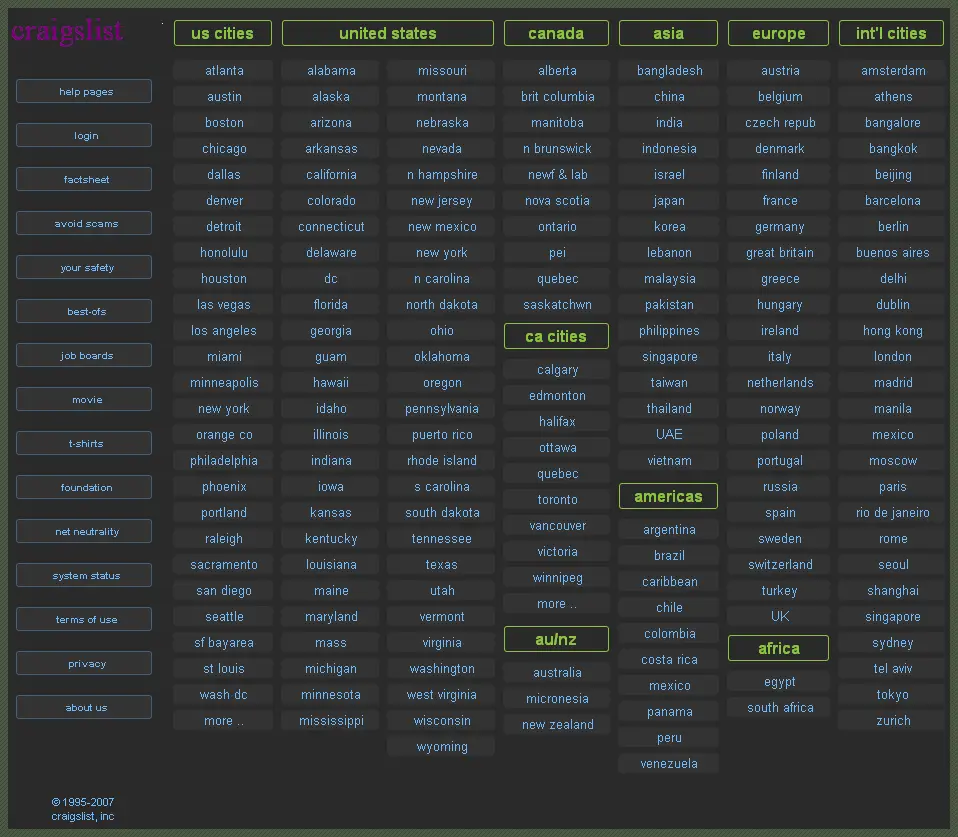 craigslist
help pages
login
factsheet
avoid scams
your safety
best-ofs
job boards
movie
t-shirts
foundation
net neutrality
system status
terms of use
privacy
about us
© 1995-2007
craigslist, inc
us cities
atlanta
austin
boston
chicago
dallas
denver
detroit
honolulu
houston
las vegas
los angeles
miami
minneapolis
new york
orange co
philadelphia
phoenix
portland
raleigh
sacramento
san diego
seattle
sf bayarea
st louis
wash dc
more ..
united states
alabama
alaska
arizona
arkansas
california
colorado
connecticut
delaware
dc
florida
georgia
guam
hawaii
idaho
illinois
indiana
iowa
kansas
kentucky
louisiana
maine
maryland
mass
michigan
minnesota
mississippi
missouri
montana
nebraska
nevada
n hampshire
new jersey
new mexico
new york
n carolina
north dakota
ohio
oklahoma
oregon
pennsylvania
puerto rico
rhode island
s carolina
south dakota
tennessee
texas
utah
vermont
virginia
washington
west virginia
wisconsin
wyoming
canada
alberta
brit columbia
manitoba
n brunswick
newf & lab
nova scotia
ontario
pei
quebec
saskatchwn
ca cities
calgary
edmonton
halifax
ottawa
quebec
toronto
vancouver
victoria
winnipeg
more ..
au/nz
australia
micronesia
new zealand
asia
bangladesh
china
india
indonesia
israel
japan
korea
lebanon
malaysia
pakistan
philippines
singapore
taiwan
thailand
UAE
vietnam
americas
argentina
brazil
caribbean
chile
colombia
costa rica
mexico
panama
peru
venezuela
europe
austria
belgium
czech repub
denmark
finland
france
germany
great britain
greece
hungary
ireland
italy
netherlands
norway
poland
portugal
russia
spain
sweden
switzerland
turkey
UK
africa
egypt
south africa
int'l cities
amsterdam
athens
bangalore
bangkok
beijing
barcelona
berlin
buenos aires
delhi
dublin
hong kong
london
madrid
manila
mexico
moscow
paris
rio de janeiro
rome
seoul
shanghai
singapore
sydney
tel aviv
tokyo
zurich